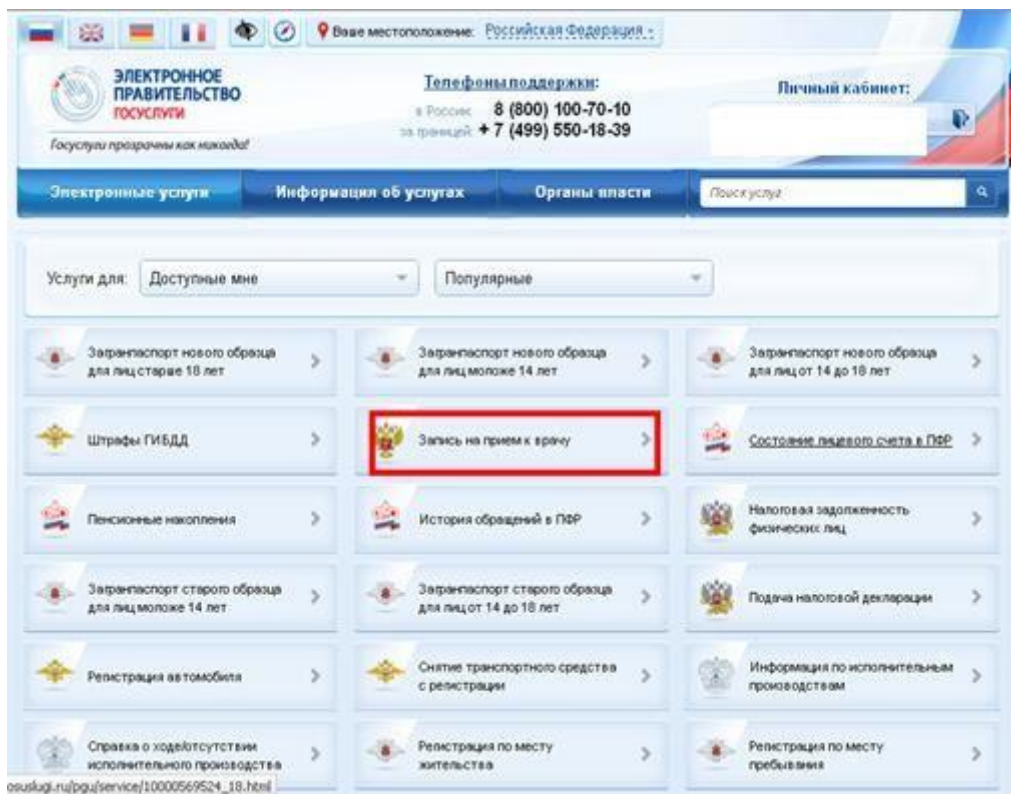 Ваше местоположение: Российская Федерация
ЭЛЕКТРОННОЕ
ПРАВИТЕЛЬСТВО
ГОСУСЛУГИ
Госуслуги прозрачны как никогда!
Телефоны поддержки:
в России: 8 (800) 100-70-10
за границей: + 7 (499) 550-18-39
Личный кабинет:
Электронные услуги
Информация об услугах
Органы власти
Поиск услуг
Услуги для: Доступные мне
Популярные
Загранпаспорт нового образца
для лиц старше 18 лет
Загранпаспорт нового образца
для лиц моложе 14 лет
Загранпаспорт нового образца
для лиц от 14 до 18 лет
Штрафы ГИБДД
Запись на прием к врачу
Состояние лицевого счета в ПФР
Пенсионные накопления
История обращений в ПФР
Налоговая задолженность
физических лиц
Загранпаспорт старого образца
для лиц моложе 14 лет
Загранпаспорт старого образца
для лиц от 14 до 18 лет
Подача налоговой декларации
Регистрация автомобиля
Снятие транспортного средства
с регистрации
Информация по исполнительным
производствам
Справка о ходе/отсутствии
исполнительного производства
Регистрация по месту
жительства
Регистрация по месту
пребывания
osuslugi.ru/pgu/service/10000569524_18.html